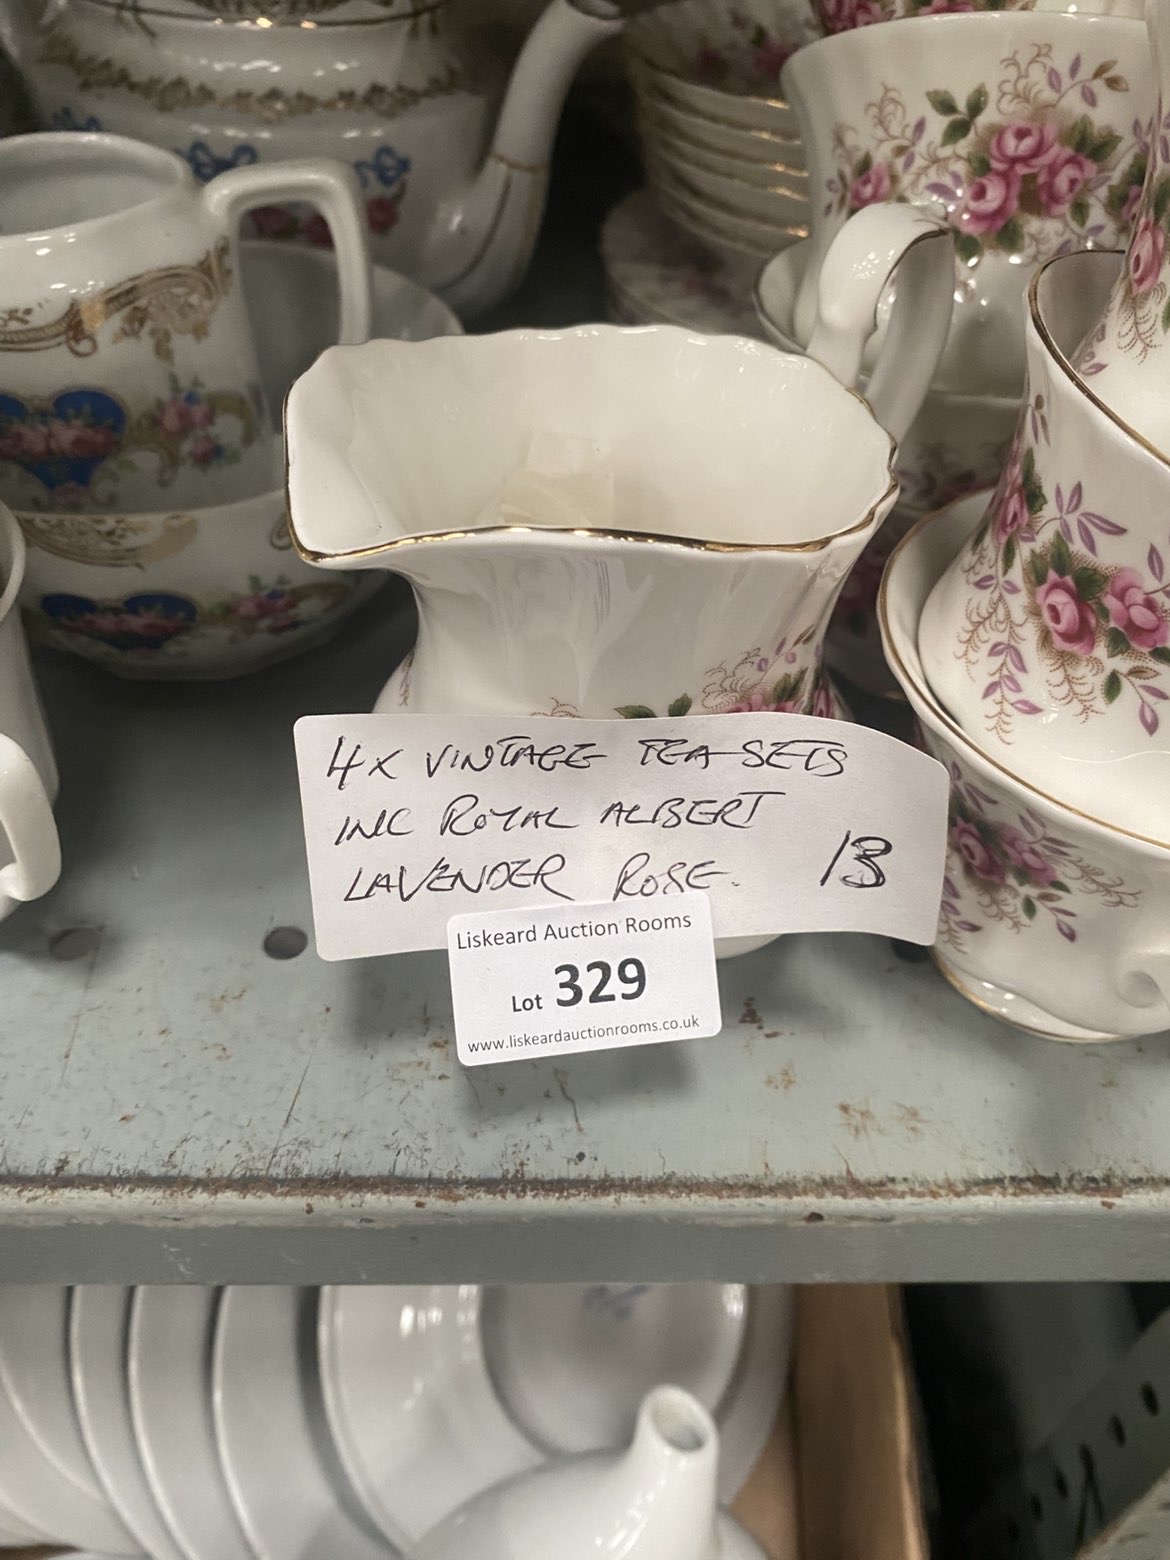 4x VINTAGE TEA SETS
INC ROYAL ALBERT
LAVENDER ROSE. 13
Liskeard Auction Rooms
Lot 329
www.liskeardauctionrooms.co.uk